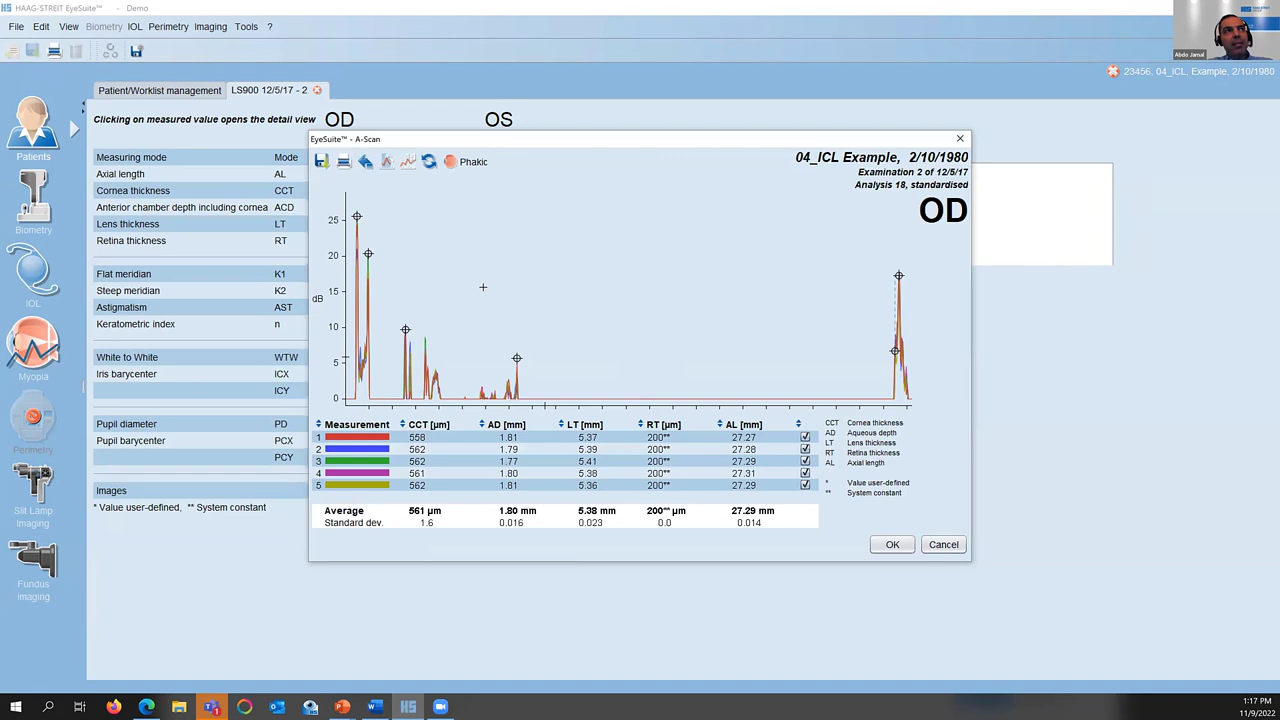 HAAG-STREIT EyeSuite™ - Demo
File Edit View Biometry IOL Perimetry Imaging Tools ?
Abdo Jamal
23456, 04_ICL, Example, 2/10/1980
Patient/Worklist management LS900 12/5/17 - 2
Clicking on measured value opens the detail view OD OS
Patients
Biometry
IOL
Myopia
Perimetry
Slit Lamp
Imaging
Fundus
imaging
Measuring mode Mode
Axial length AL
Cornea thickness CCT
Anterior chamber depth including cornea ACD
Lens thickness LT
Retina thickness RT
Flat meridian K1
Steep meridian K2
Astigmatism AST
Keratometric index n
White to White WTW
Iris barycenter ICX
ICY
Pupil diameter PD
Pupil barycenter PCX
PCY
Images
* Value user-defined, ** System constant
EyeSuite™ - A-Scan
Phakic
04_ICL Example, 2/10/1980
Examination 2 of 12/5/17
Analysis 18, standardised
OD
25
20
15
dB
10
5
0
Measurement CCT [µm] AD [mm] LT [mm] RT [µm] AL [mm]
1 558 1.81 5.37 200** 27.27
2 562 1.79 5.39 200** 27.28
3 562 1.77 5.41 200** 27.29
4 561 1.80 5.38 200** 27.31
5 562 1.81 5.36 200** 27.29
Average 561 µm 1.80 mm 5.38 mm 200** µm 27.29 mm
Standard dev. 1.6 0.016 0.023 0.0 0.014
CCT Cornea thickness
AD Aqueous depth
LT Lens thickness
RT Retina thickness
AL Axial length
* Value user-defined
** System constant
OK Cancel
1:17 PM
11/9/2022